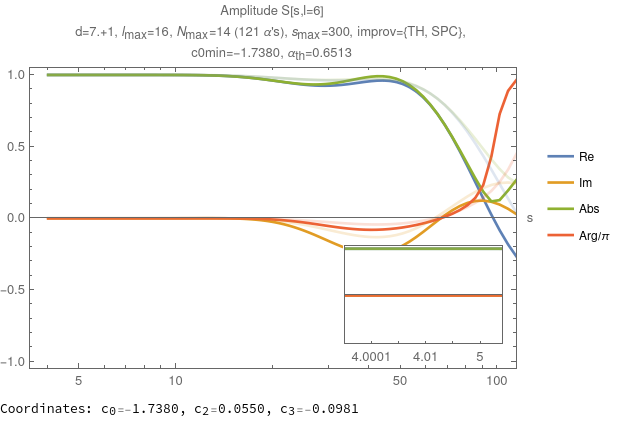 Amplitude S[s,l=6]
d=7.+1, lmax=16, Nmax=14 (121 α's), smax=300, improv={TH, SPC},
c0min=-1.7380, αth=0.6513
1.0
0.5
0.0
-0.5
-1.0
s
Re
Im
Abs
Arg/π
4.0001 4.01 5
5 10 50 100
Coordinates: c0=-1.7380, c2=0.0550, c3=-0.0981